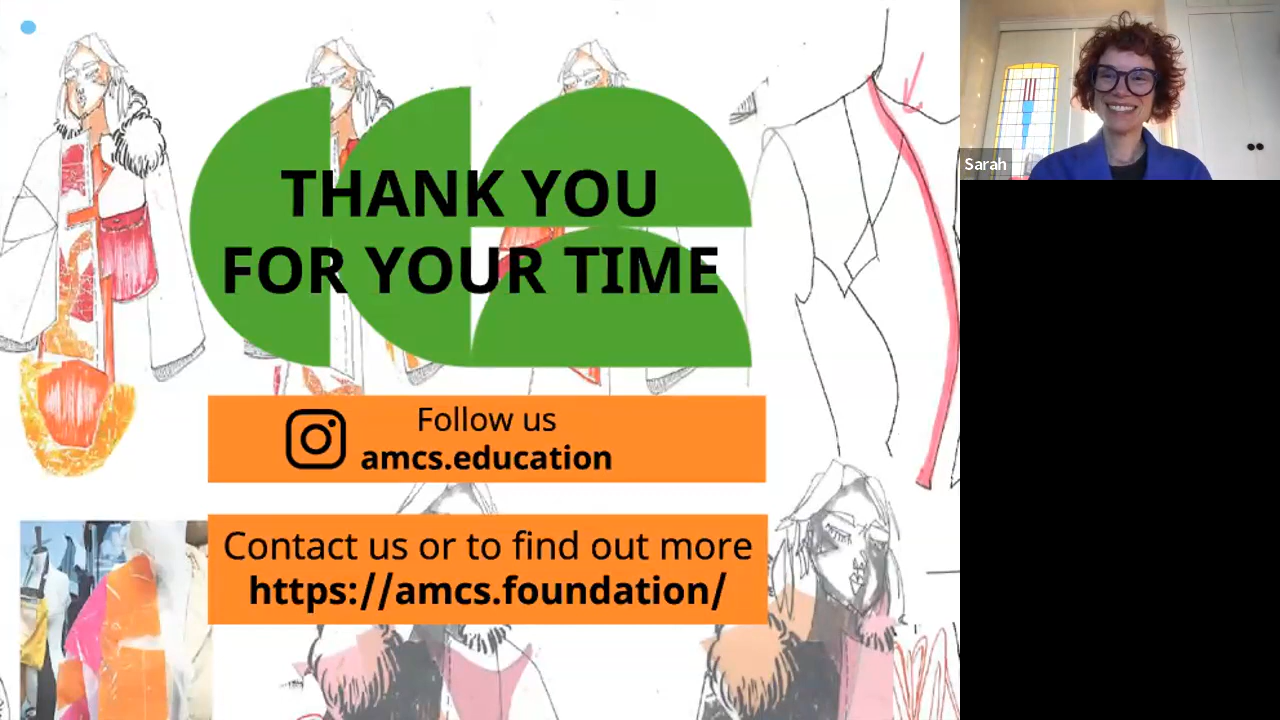 THANK YOU
FOR YOUR TIME
Follow us
amcs.education
Contact us or to find out more
https://amcs.foundation/
Sarah